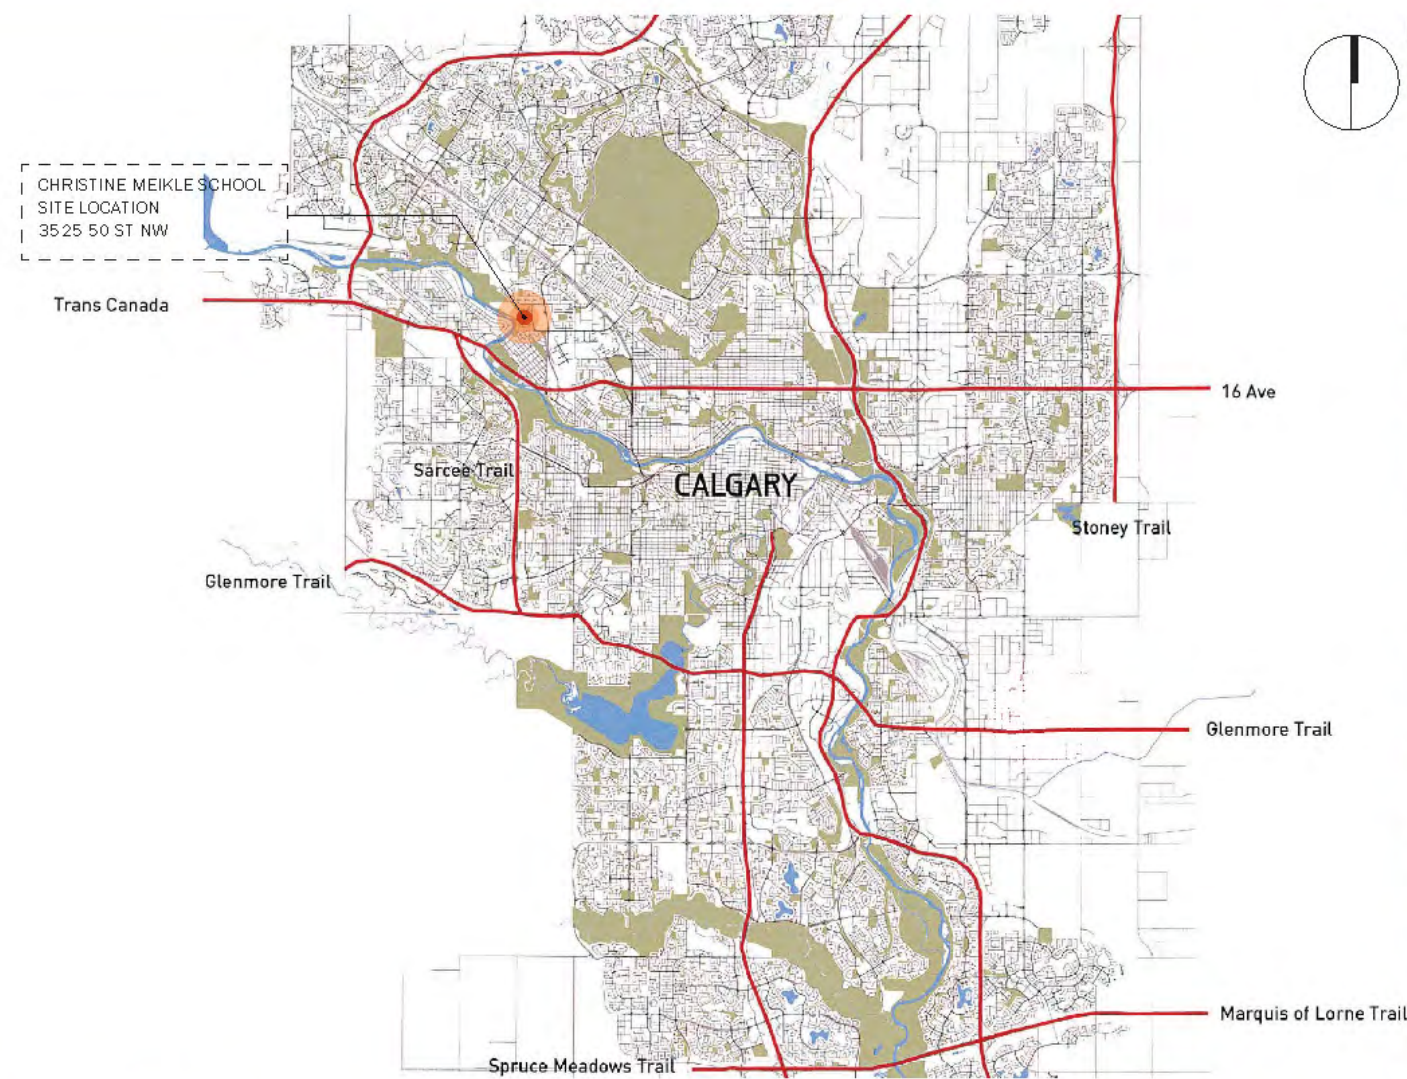 CHRISTINE MEIKLE SCHOOL
SITE LOCATION
3525 50 ST NW
Trans Canada
16 Ave
Sarcee Trail
CALGARY
Stoney Trail
Glenmore Trail
Glenmore Trail
Marquis of Lorne Trail
Spruce Meadows Trail